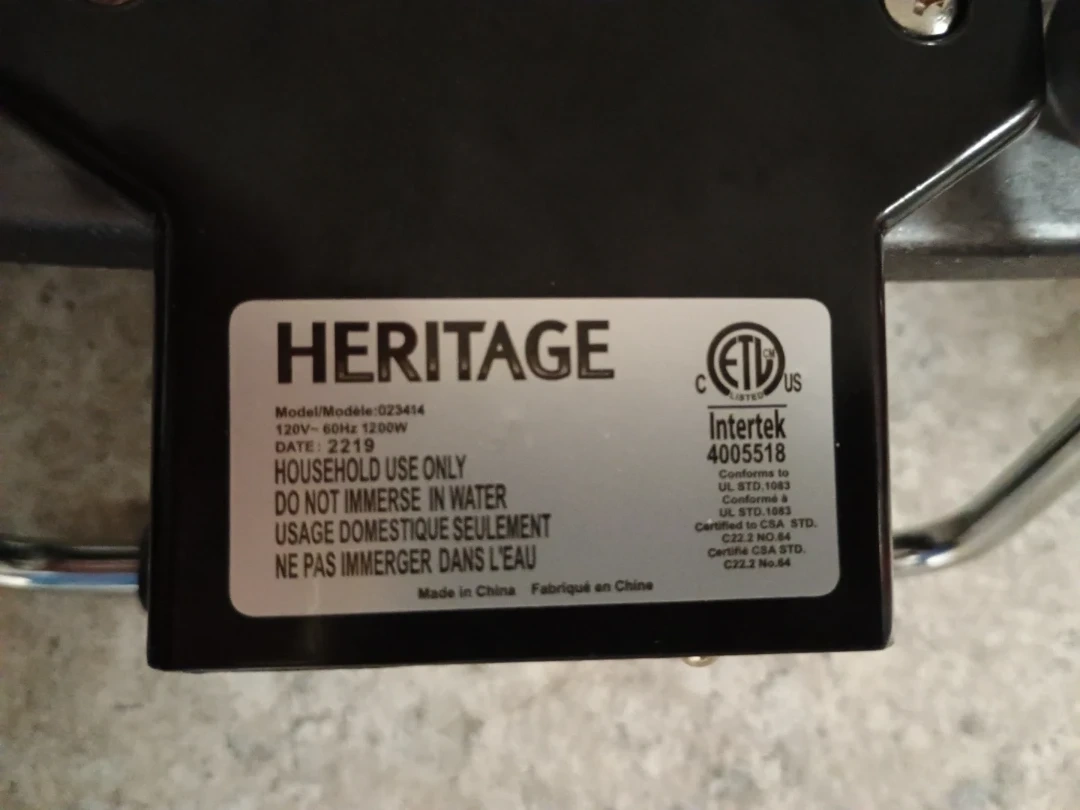 HERITAGE
Model/Modèle:023414
120V~ 60Hz 1200W
DATE: 2219
HOUSEHOLD USE ONLY
DO NOT IMMERSE IN WATER
USAGE DOMESTIQUE SEULEMENT
NE PAS IMMERGER DANS L'EAU
Made in China Fabriqué en Chine
ETL CM
LISTED
C US
Intertek
4005518
Conforms to
UL STD.1083
Conformé à
UL STD.1083
Certified to CSA STD.
C22.2 NO.64
Certifié CSA STD.
C22.2 No.64